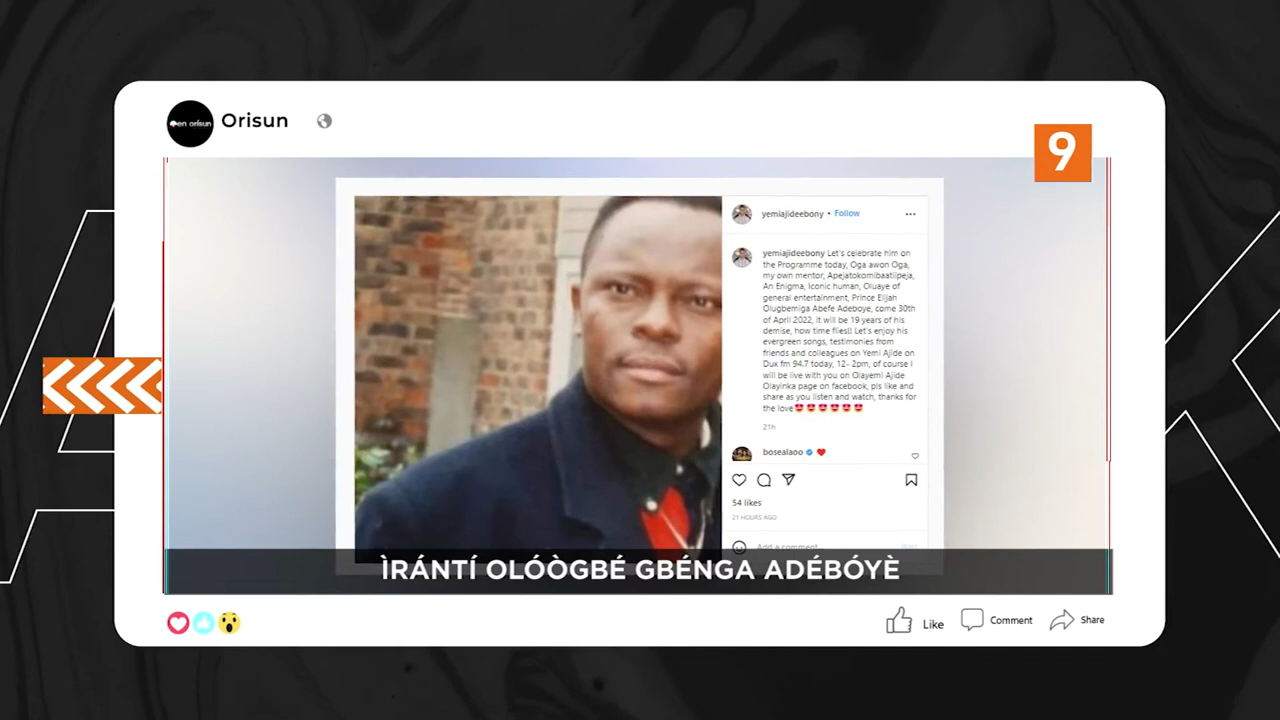 en orisun
Orisun
9
yemiajideebony • Follow
yemiajideebony Let's celebrate him on
the Programme today, Oga awon Oga,
my own mentor, Apejatokomibaatiipeja,
An Enigma, Iconic human, Oluaye of
general entertainment, Prince Elijah
Olugbemiga Abefe Adeboye, come 30th
of April 2022, it will be 19 years of his
demise, how time flies!! Let's enjoy his
evergreen songs, testimonies from
friends and colleagues on Yemi Ajide on
Dux fm 94.7 today, 12- 2pm, of course I
will be live with you on Olayemi Ajide
Olayinka page on facebook, pls like and
share as you listen and watch, thanks for
the love😍😍😍😍😍😍
21h
bosealaoo ❤️
54 likes
21 HOURS AGO
Add a comment...
Post
ÌRÁNTÍ OLÓÒGBÉ GBÉNGA ADÉBÓYÈ
Like
Comment
Share